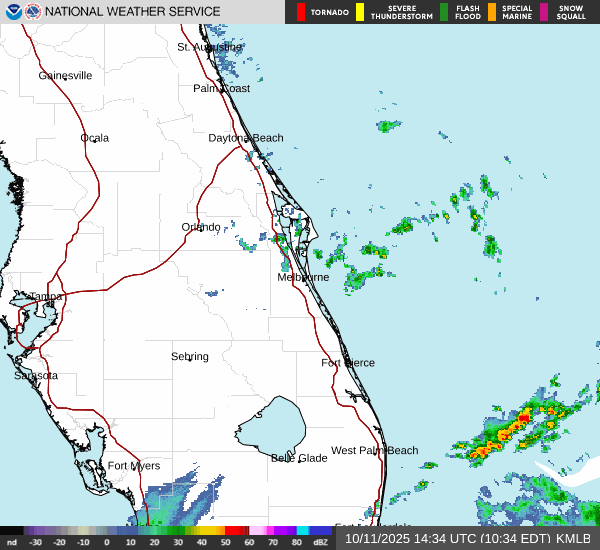 NATIONAL WEATHER SERVICE
TORNADO
SEVERE THUNDERSTORM
FLASH FLOOD
SPECIAL MARINE
SNOW SQUALL
St. Augustine
Gainesville
Palm Coast
Ocala
Daytona Beach
Orlando
Melbourne
Tampa
Sebring
Fort Pierce
Sarasota
West Palm Beach
Belle Glade
Fort Myers
nd -30 -20 -10 0 10 20 30 40 50 60 70 80 dBZ
10/11/2025 14:34 UTC (10:34 EDT) KMLB